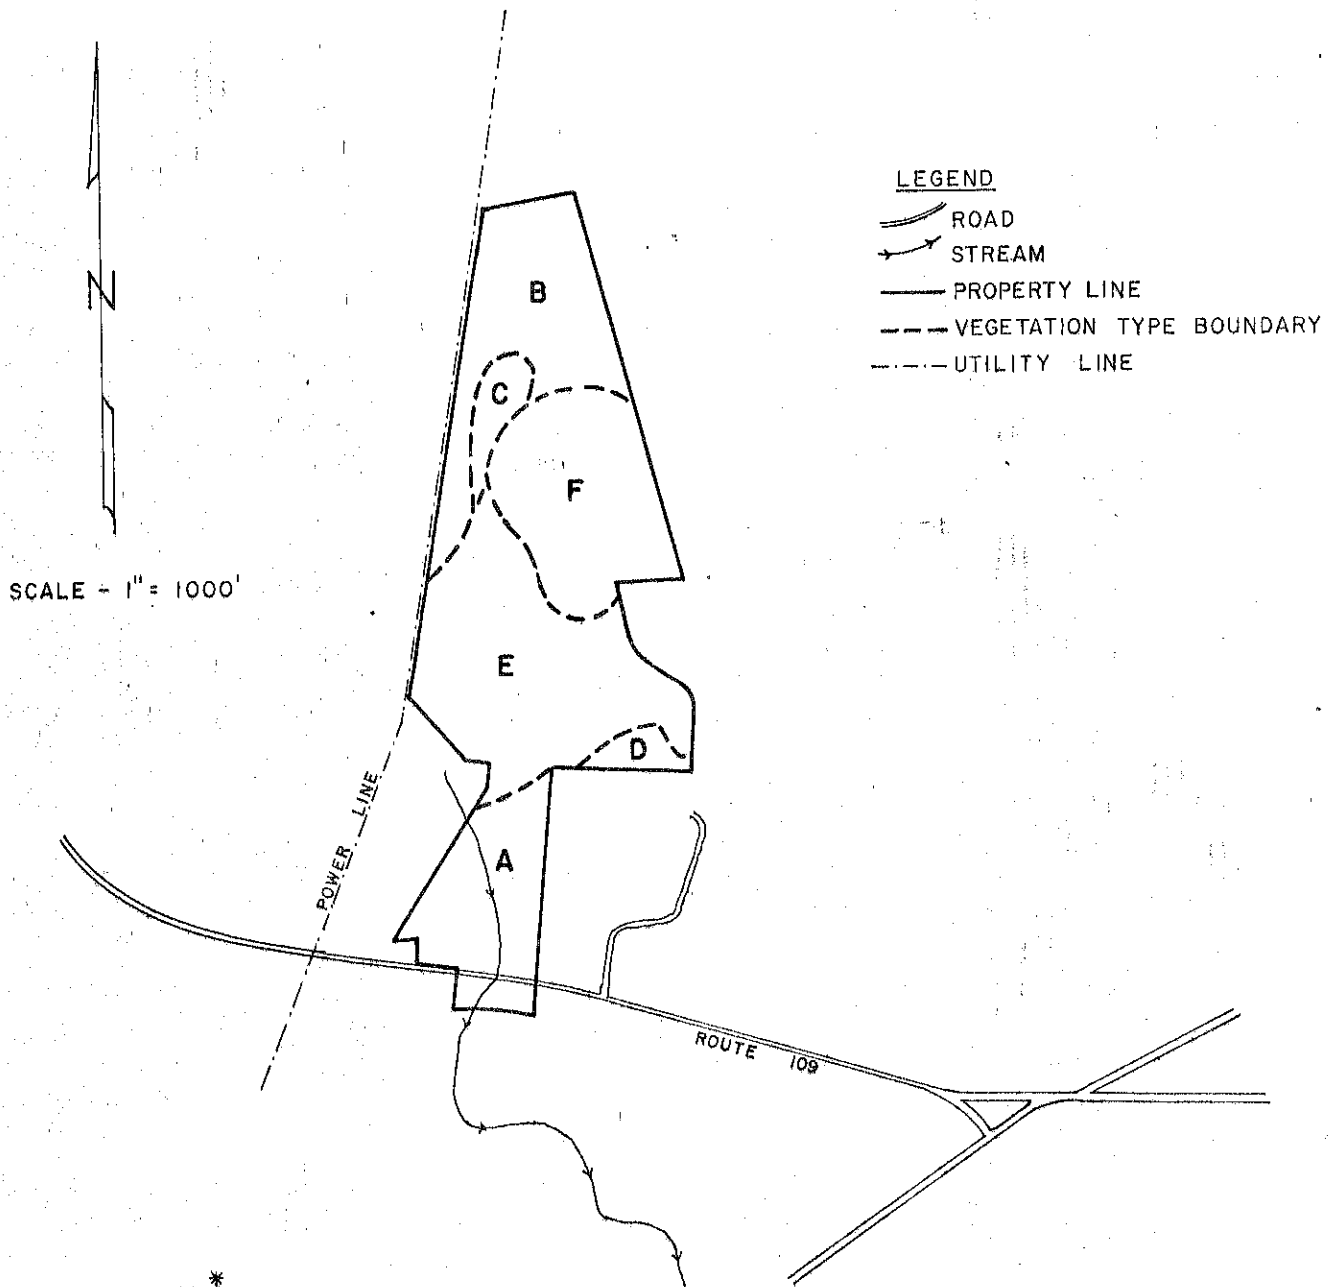 N
SCALE - 1" = 1000'
LEGEND
ROAD
STREAM
PROPERTY LINE
VEGETATION TYPE BOUNDARY
UTILITY LINE
B
C
F
E
D
A
POWER LINE
ROUTE 109
*